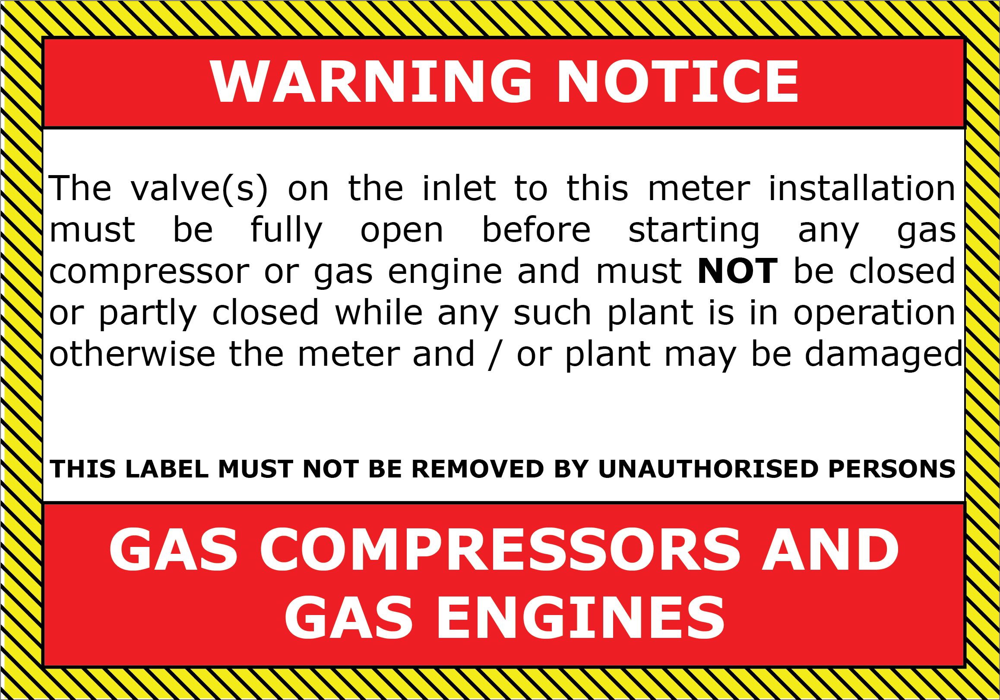 WARNING NOTICE
The valve(s) on the inlet to this meter installation
must be fully open before starting any gas
compressor or gas engine and must NOT be closed
or partly closed while any such plant is in operation
otherwise the meter and / or plant may be damaged
THIS LABEL MUST NOT BE REMOVED BY UNAUTHORISED PERSONS
GAS COMPRESSORS AND
GAS ENGINES